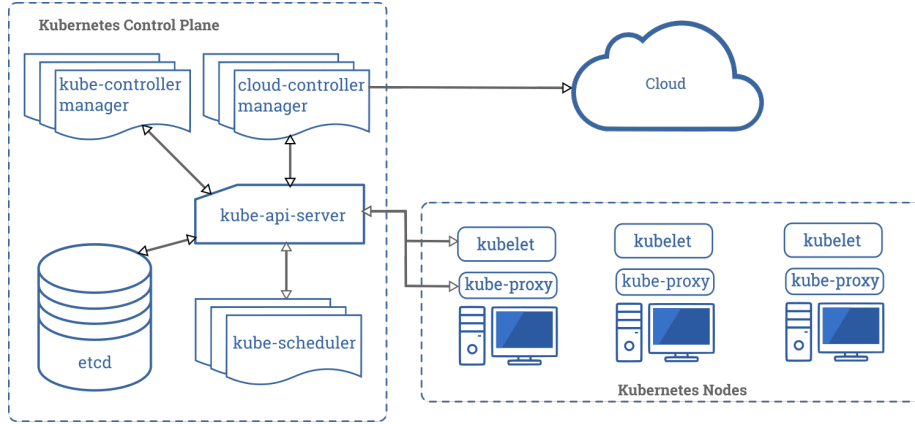 Kubernetes Control Plane
kube-controller
manager
cloud-controller
manager
Cloud
kube-api-server
etcd
kube-scheduler
kubelet
kube-proxy
kubelet
kube-proxy
kubelet
kube-proxy
Kubernetes Nodes